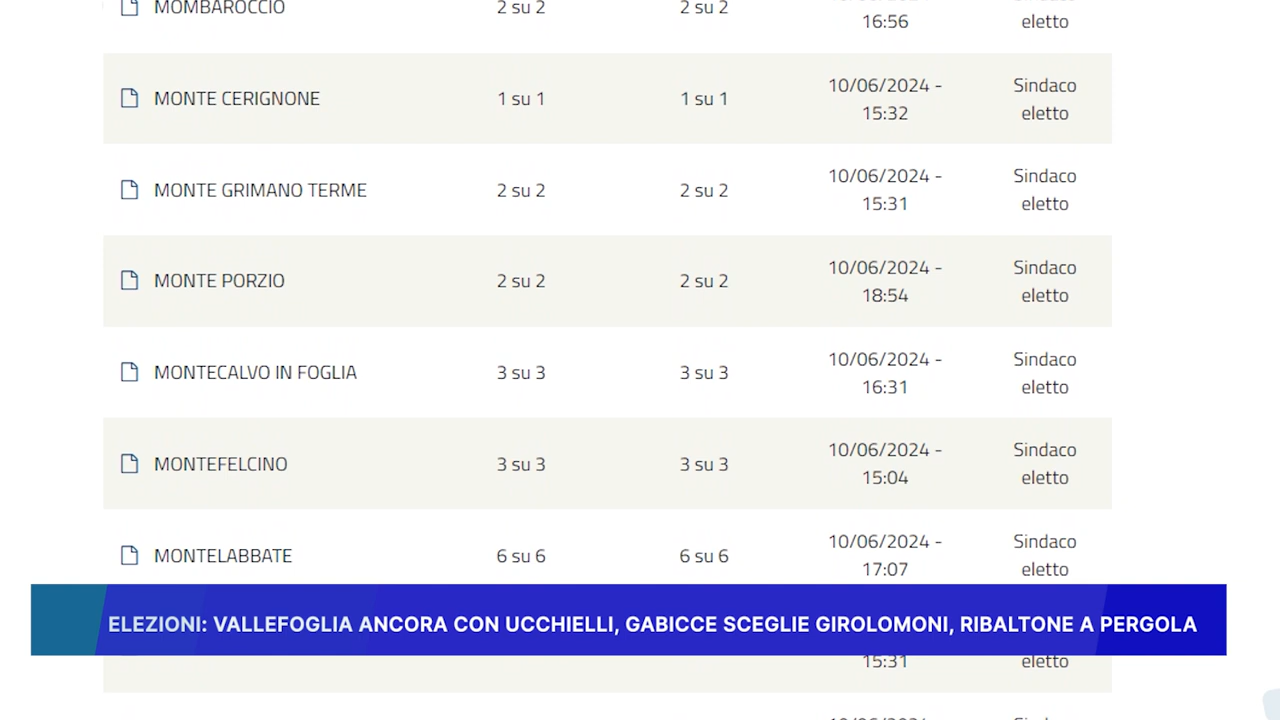 MOMBAROCCIO 2 su 2 2 su 2
16:56 eletto
MONTE CERIGNONE 1 su 1 1 su 1 10/06/2024 - Sindaco
15:32 eletto
MONTE GRIMANO TERME 2 su 2 2 su 2 10/06/2024 - Sindaco
15:31 eletto
MONTE PORZIO 2 su 2 2 su 2 10/06/2024 - Sindaco
18:54 eletto
MONTECALVO IN FOGLIA 3 su 3 3 su 3 10/06/2024 - Sindaco
16:31 eletto
MONTEFELCINO 3 su 3 3 su 3 10/06/2024 - Sindaco
15:04 eletto
MONTELABBATE 6 su 6 6 su 6 10/06/2024 - Sindaco
17:07 eletto
ELEZIONI: VALLEFOGLIA ANCORA CON UCCHIELLI, GABICCE SCEGLIE GIROLOMONI, RIBALTONE A PERGOLA
15:31 eletto